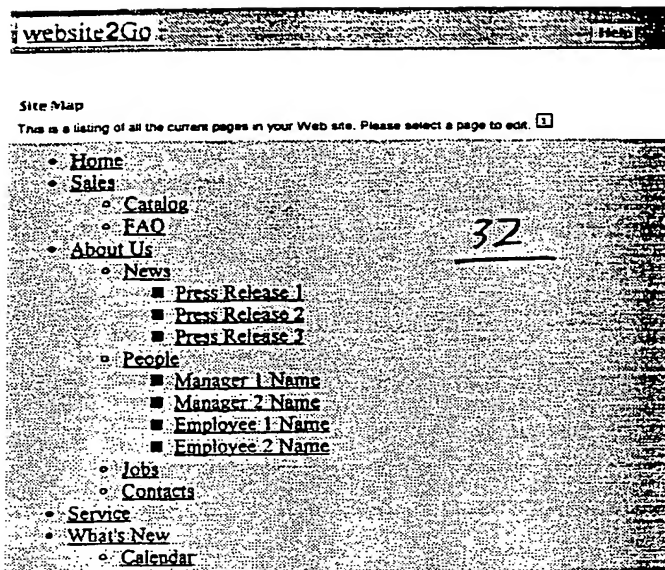 website2Go Help
Site Map
This is a listing of all the current pages in your Web site. Please select a page to edit. 1
Home
Sales
Catalog
FAQ
32
About Us
News
Press Release 1
Press Release 2
Press Release 3
People
Manager 1 Name
Manager 2 Name
Employee 1 Name
Employee 2 Name
Jobs
Contacts
Service
What's New
Calendar